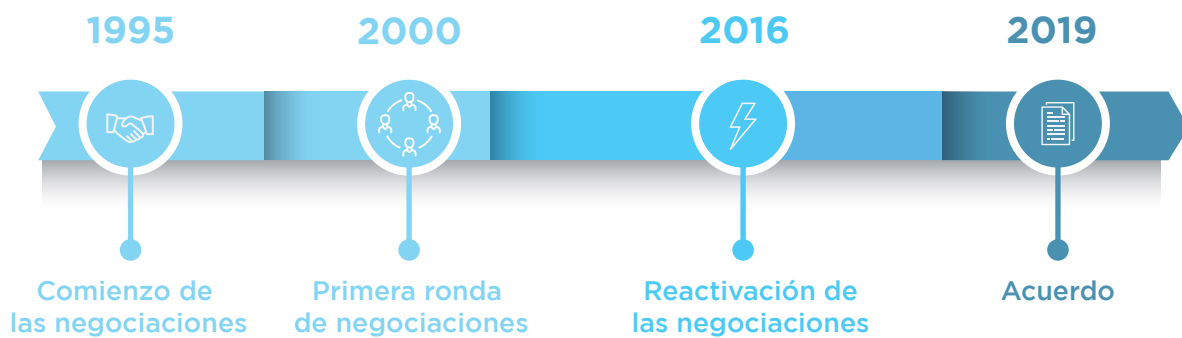 1995
Comienzo de
las negociaciones
2000
Primera ronda
de negociaciones
2016
Reactivación de
las negociaciones
2019
Acuerdo